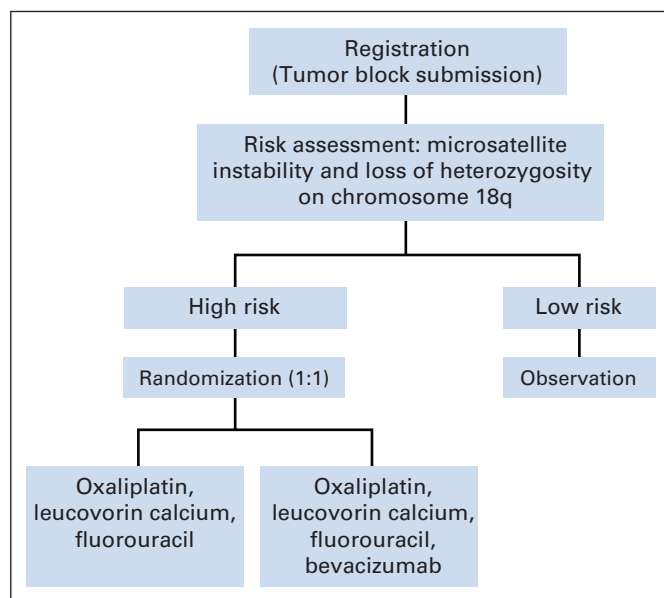 Registration
(Tumor block submission)
Risk assessment: microsatellite
instability and loss of heterozygosity
on chromosome 18q
High risk
Low risk
Randomization (1:1)
Observation
Oxaliplatin,
leucovorin calcium,
fluorouracil
Oxaliplatin,
leucovorin calcium,
fluorouracil,
bevacizumab